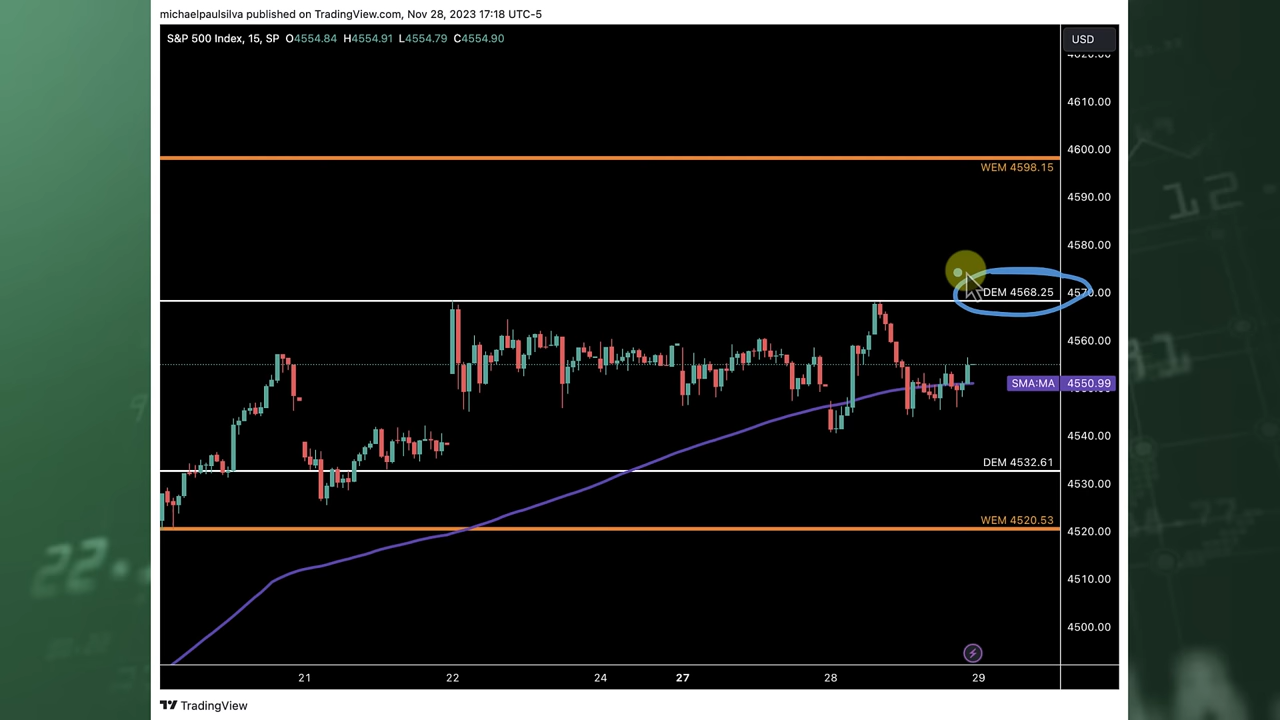 michaelpaulsilva published on TradingView.com, Nov 28, 2023 17:18 UTC-5
S&P 500 Index, 15, SP O4554.84 H4554.91 L4554.79 C4554.90
USD
4610.00
4600.00
WEM 4598.15
4590.00
4580.00
DEM 4568.25
4570.00
4560.00
SMA:MA 4550.99
4540.00
DEM 4532.61
4530.00
WEM 4520.53
4520.00
4510.00
4500.00
21 22 24 27 28 29
TradingView
22.
12